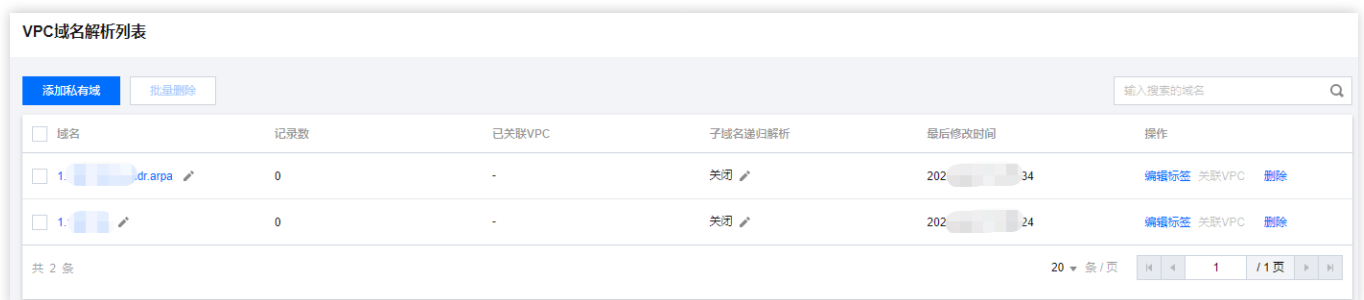 VPC域名解析列表
添加私有域 批量删除 输入搜索的域名
域名 记录数 已关联VPC 子域名递归解析 最后修改时间 操作
1. dr.arpa 0 - 关闭 202 34 编辑标签 关联VPC 删除
1. 0 - 关闭 202 24 编辑标签 关联VPC 删除
共 2 条 20 条 / 页 1 / 1 页